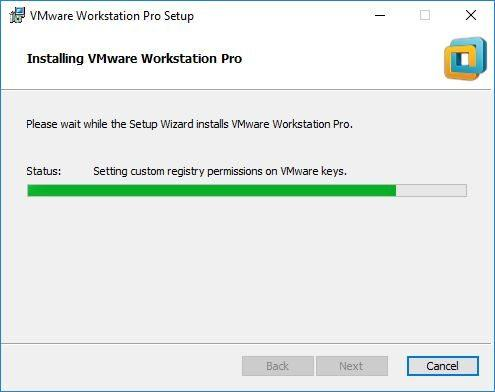 VMware Workstation Pro Setup
Installing VMware Workstation Pro
Please wait while the Setup Wizard installs VMware Workstation Pro.
Status: Setting custom registry permissions on VMware keys.
Back Next Cancel